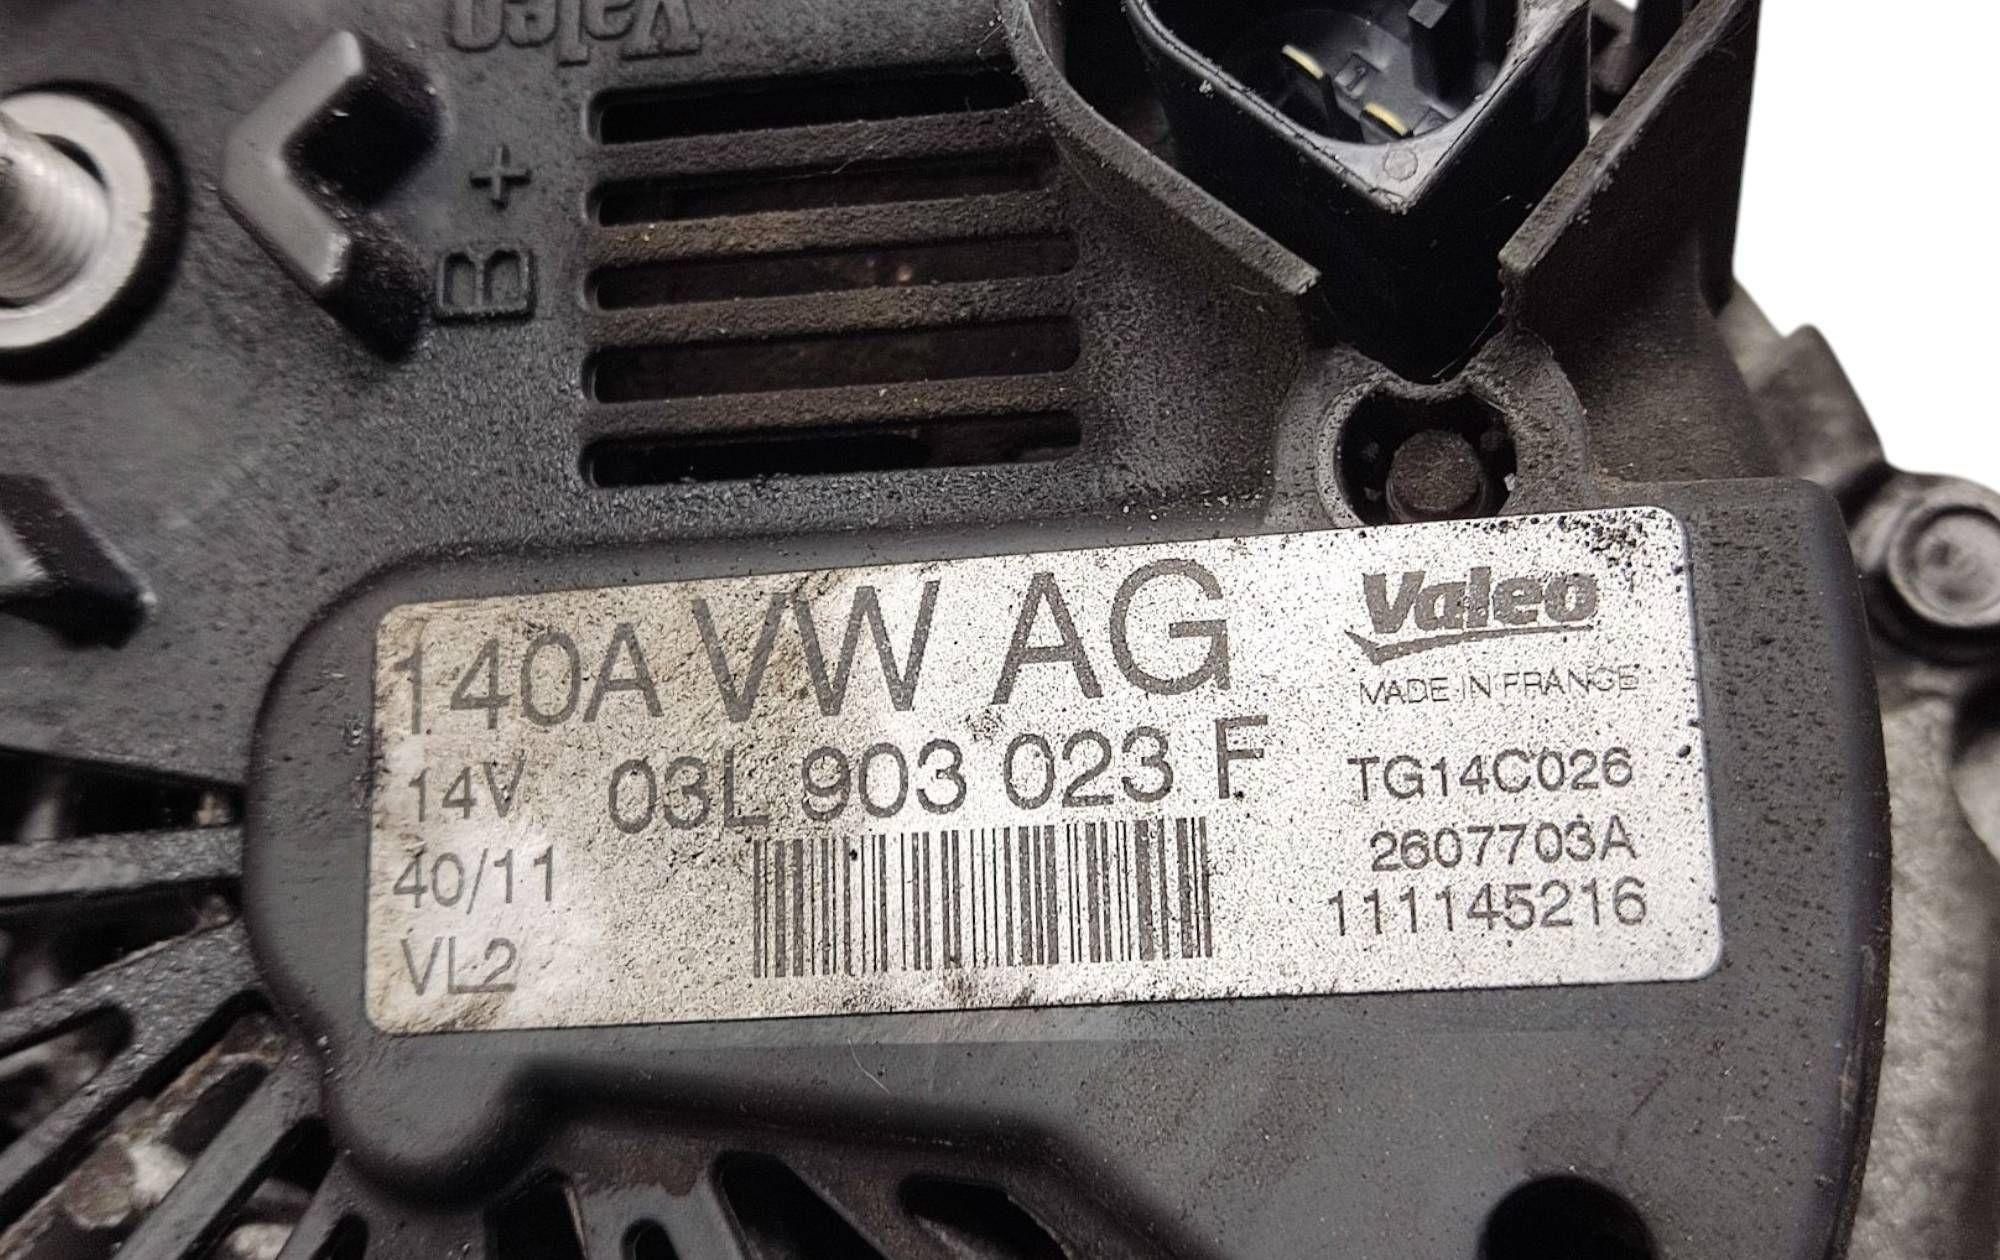 Valeo
B+
140A VW AG
Valeo
MADE IN FRANCE
14V 03L 903 023 F
TG14C026
40/11
2607703A
VL2
111145216